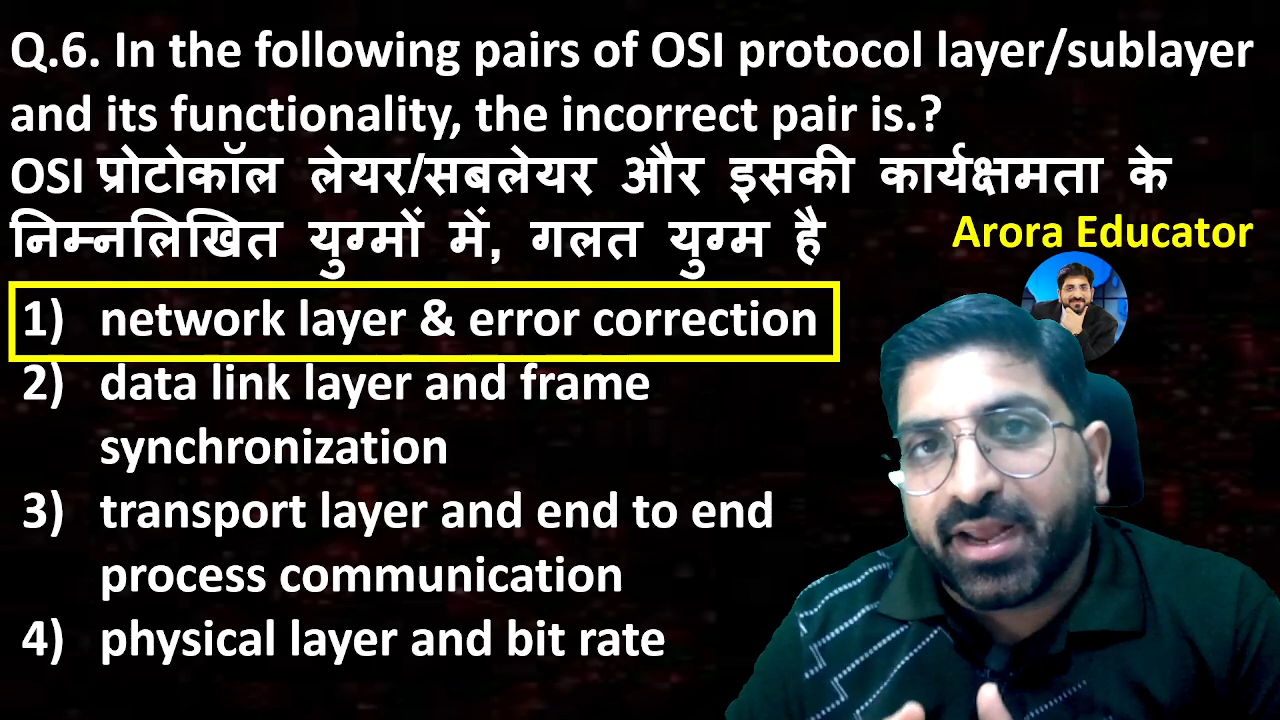 Q.6. In the following pairs of OSI protocol layer/sublayer
and its functionality, the incorrect pair is.?
OSI प्रोटोकॉल लेयर/सबलेयर और इसकी कार्यक्षमता के
निम्नलिखित युग्मों में, गलत युग्म है
Arora Educator
1) network layer & error correction
2) data link layer and frame
synchronization
3) transport layer and end to end
process communication
4) physical layer and bit rate